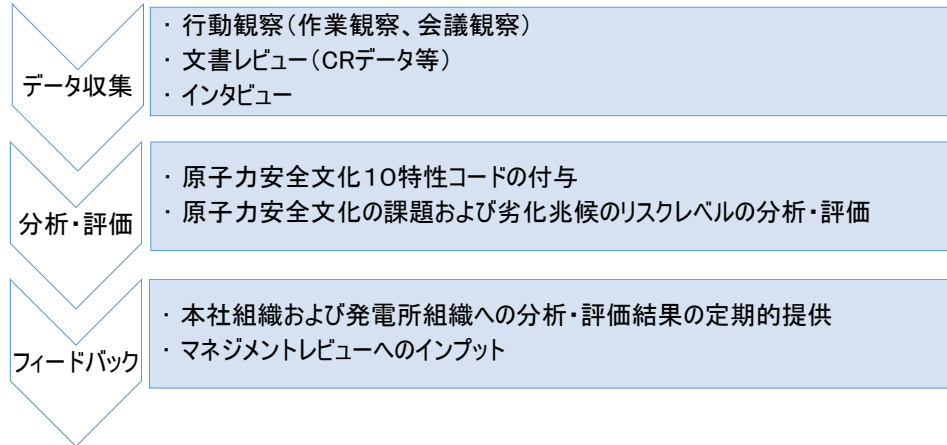 データ収集
· 行動観察（作業観察、会議観察）
· 文書レビュー（CRデータ等）
· インタビュー
分析・評価
· 原子力安全文化１０特性コードの付与
· 原子力安全文化の課題および劣化兆候のリスクレベルの分析・評価
フィードバック
· 本社組織および発電所組織への分析・評価結果の定期的提供
· マネジメントレビューへのインプット